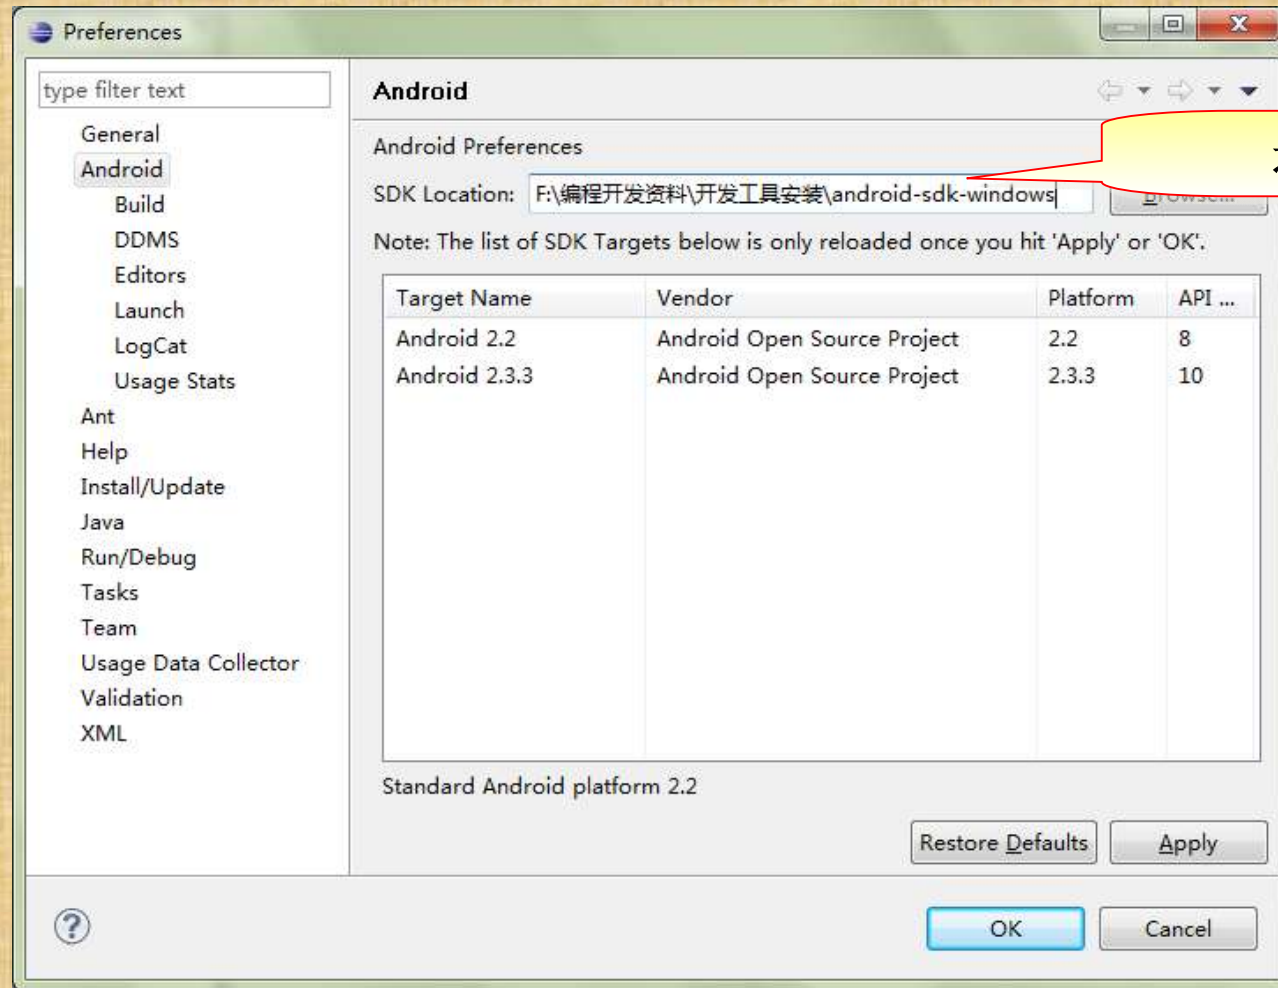 Preferences
type filter text
General
Android
Build
DDMS
Editors
Launch
LogCat
Usage Stats
Ant
Help
Install/Update
Java
Run/Debug
Tasks
Team
Usage Data Collector
Validation
XML
Android
Android Preferences
SDK Location: F:\编程开发资料\开发工具安装\android-sdk-windows Browse...
Note: The list of SDK Targets below is only reloaded once you hit 'Apply' or 'OK'.
Target Name Vendor Platform API ...
Android 2.2 Android Open Source Project 2.2 8
Android 2.3.3 Android Open Source Project 2.3.3 10
Standard Android platform 2.2
Restore Defaults Apply
OK Cancel